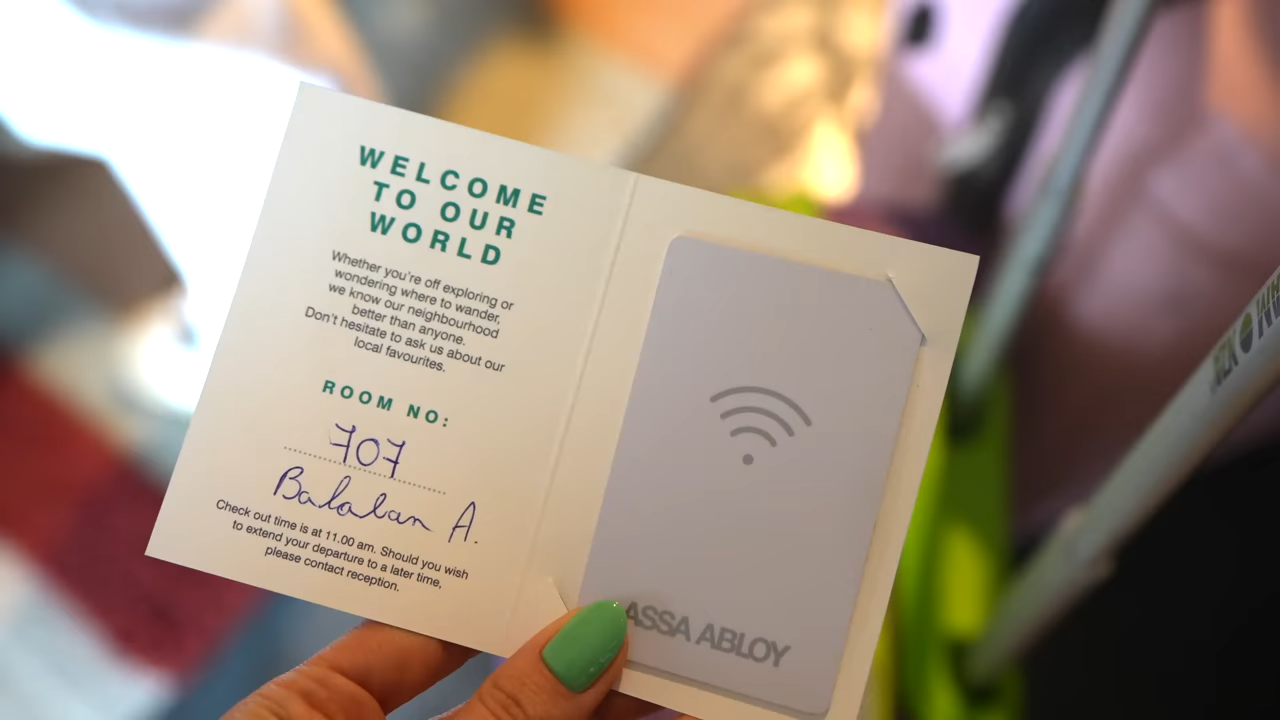 WELCOME
TO OUR
WORLD
Whether you're off exploring or
wondering where to wander,
we know our neighbourhood
better than anyone.
Don't hesitate to ask us about our
local favourites.
ROOM NO:
707
Balaban A.
Check out time is at 11.00 am. Should you wish
to extend your departure to a later time,
please contact reception.
ASSA ABLOY